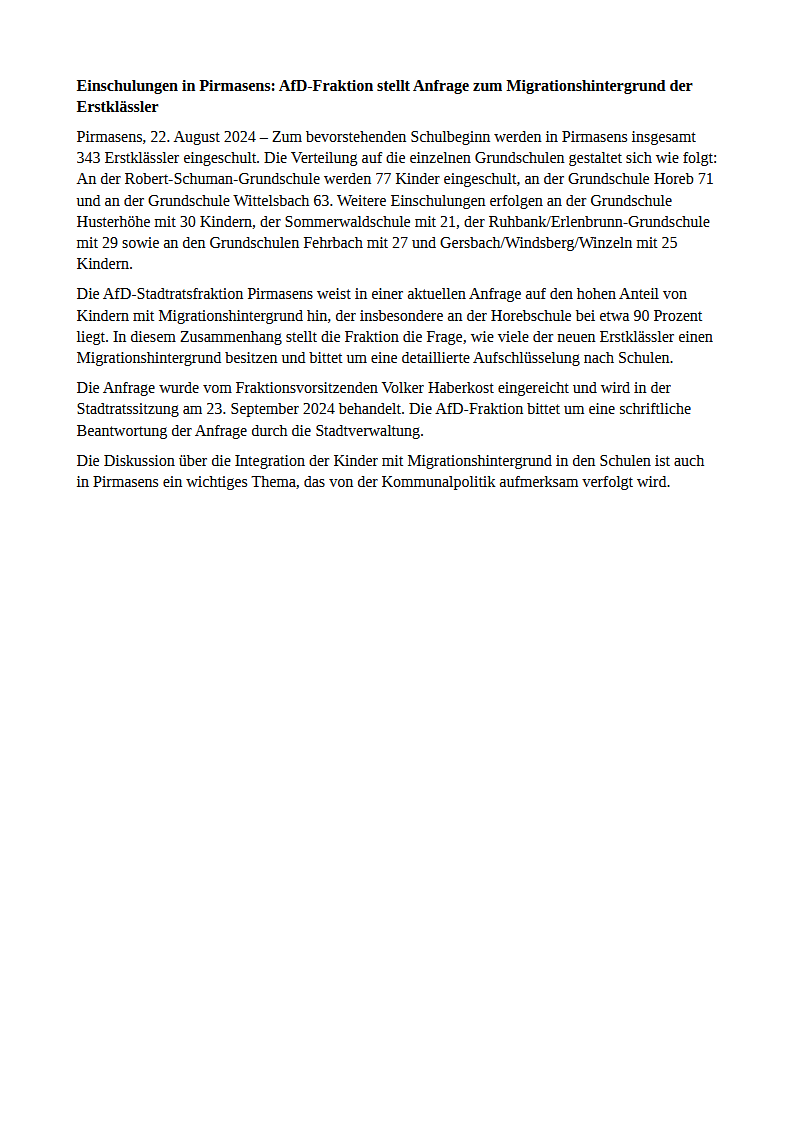 Einschulungen in Pirmasens: AfD-Fraktion stellt Anfrage zum Migrationshintergrund der
Erstklässler
Pirmasens, 22. August 2024 – Zum bevorstehenden Schulbeginn werden in Pirmasens insgesamt
343 Erstklässler eingeschult. Die Verteilung auf die einzelnen Grundschulen gestaltet sich wie folgt:
An der Robert-Schuman-Grundschule werden 77 Kinder eingeschult, an der Grundschule Horeb 71
und an der Grundschule Wittelsbach 63. Weitere Einschulungen erfolgen an der Grundschule
Husterhöhe mit 30 Kindern, der Sommerwaldschule mit 21, der Ruhbank/Erlenbrunn-Grundschule
mit 29 sowie an den Grundschulen Fehrbach mit 27 und Gersbach/Windsberg/Winzeln mit 25
Kindern.
Die AfD-Stadtratsfraktion Pirmasens weist in einer aktuellen Anfrage auf den hohen Anteil von
Kindern mit Migrationshintergrund hin, der insbesondere an der Horebschule bei etwa 90 Prozent
liegt. In diesem Zusammenhang stellt die Fraktion die Frage, wie viele der neuen Erstklässler einen
Migrationshintergrund besitzen und bittet um eine detaillierte Aufschlüsselung nach Schulen.
Die Anfrage wurde vom Fraktionsvorsitzenden Volker Haberkost eingereicht und wird in der
Stadtratssitzung am 23. September 2024 behandelt. Die AfD-Fraktion bittet um eine schriftliche
Beantwortung der Anfrage durch die Stadtverwaltung.
Die Diskussion über die Integration der Kinder mit Migrationshintergrund in den Schulen ist auch
in Pirmasens ein wichtiges Thema, das von der Kommunalpolitik aufmerksam verfolgt wird.